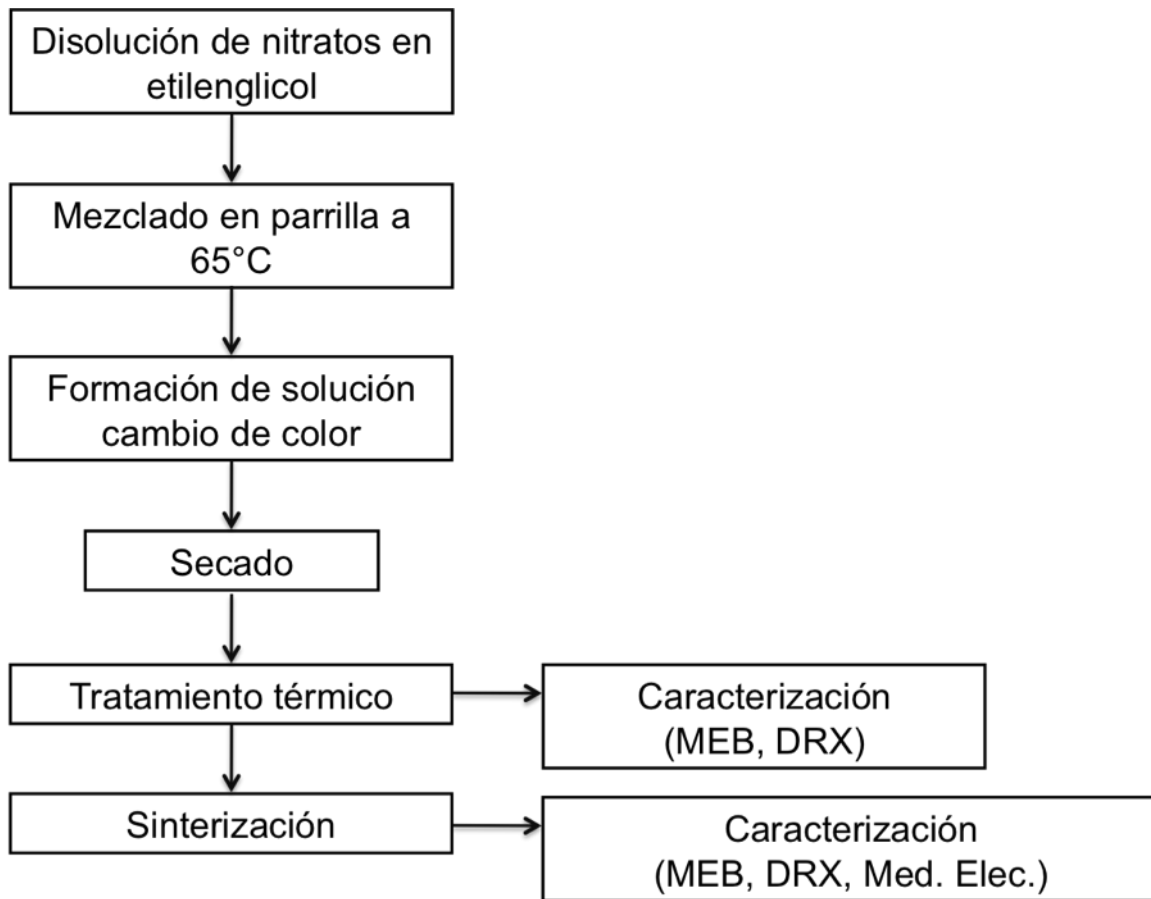 Disolución de nitratos en
etilenglicol
Mezclado en parrilla a
65°C
Formación de solución
cambio de color
Secado
Tratamiento térmico
Caracterización
(MEB, DRX)
Sinterización
Caracterización
(MEB, DRX, Med. Elec.)